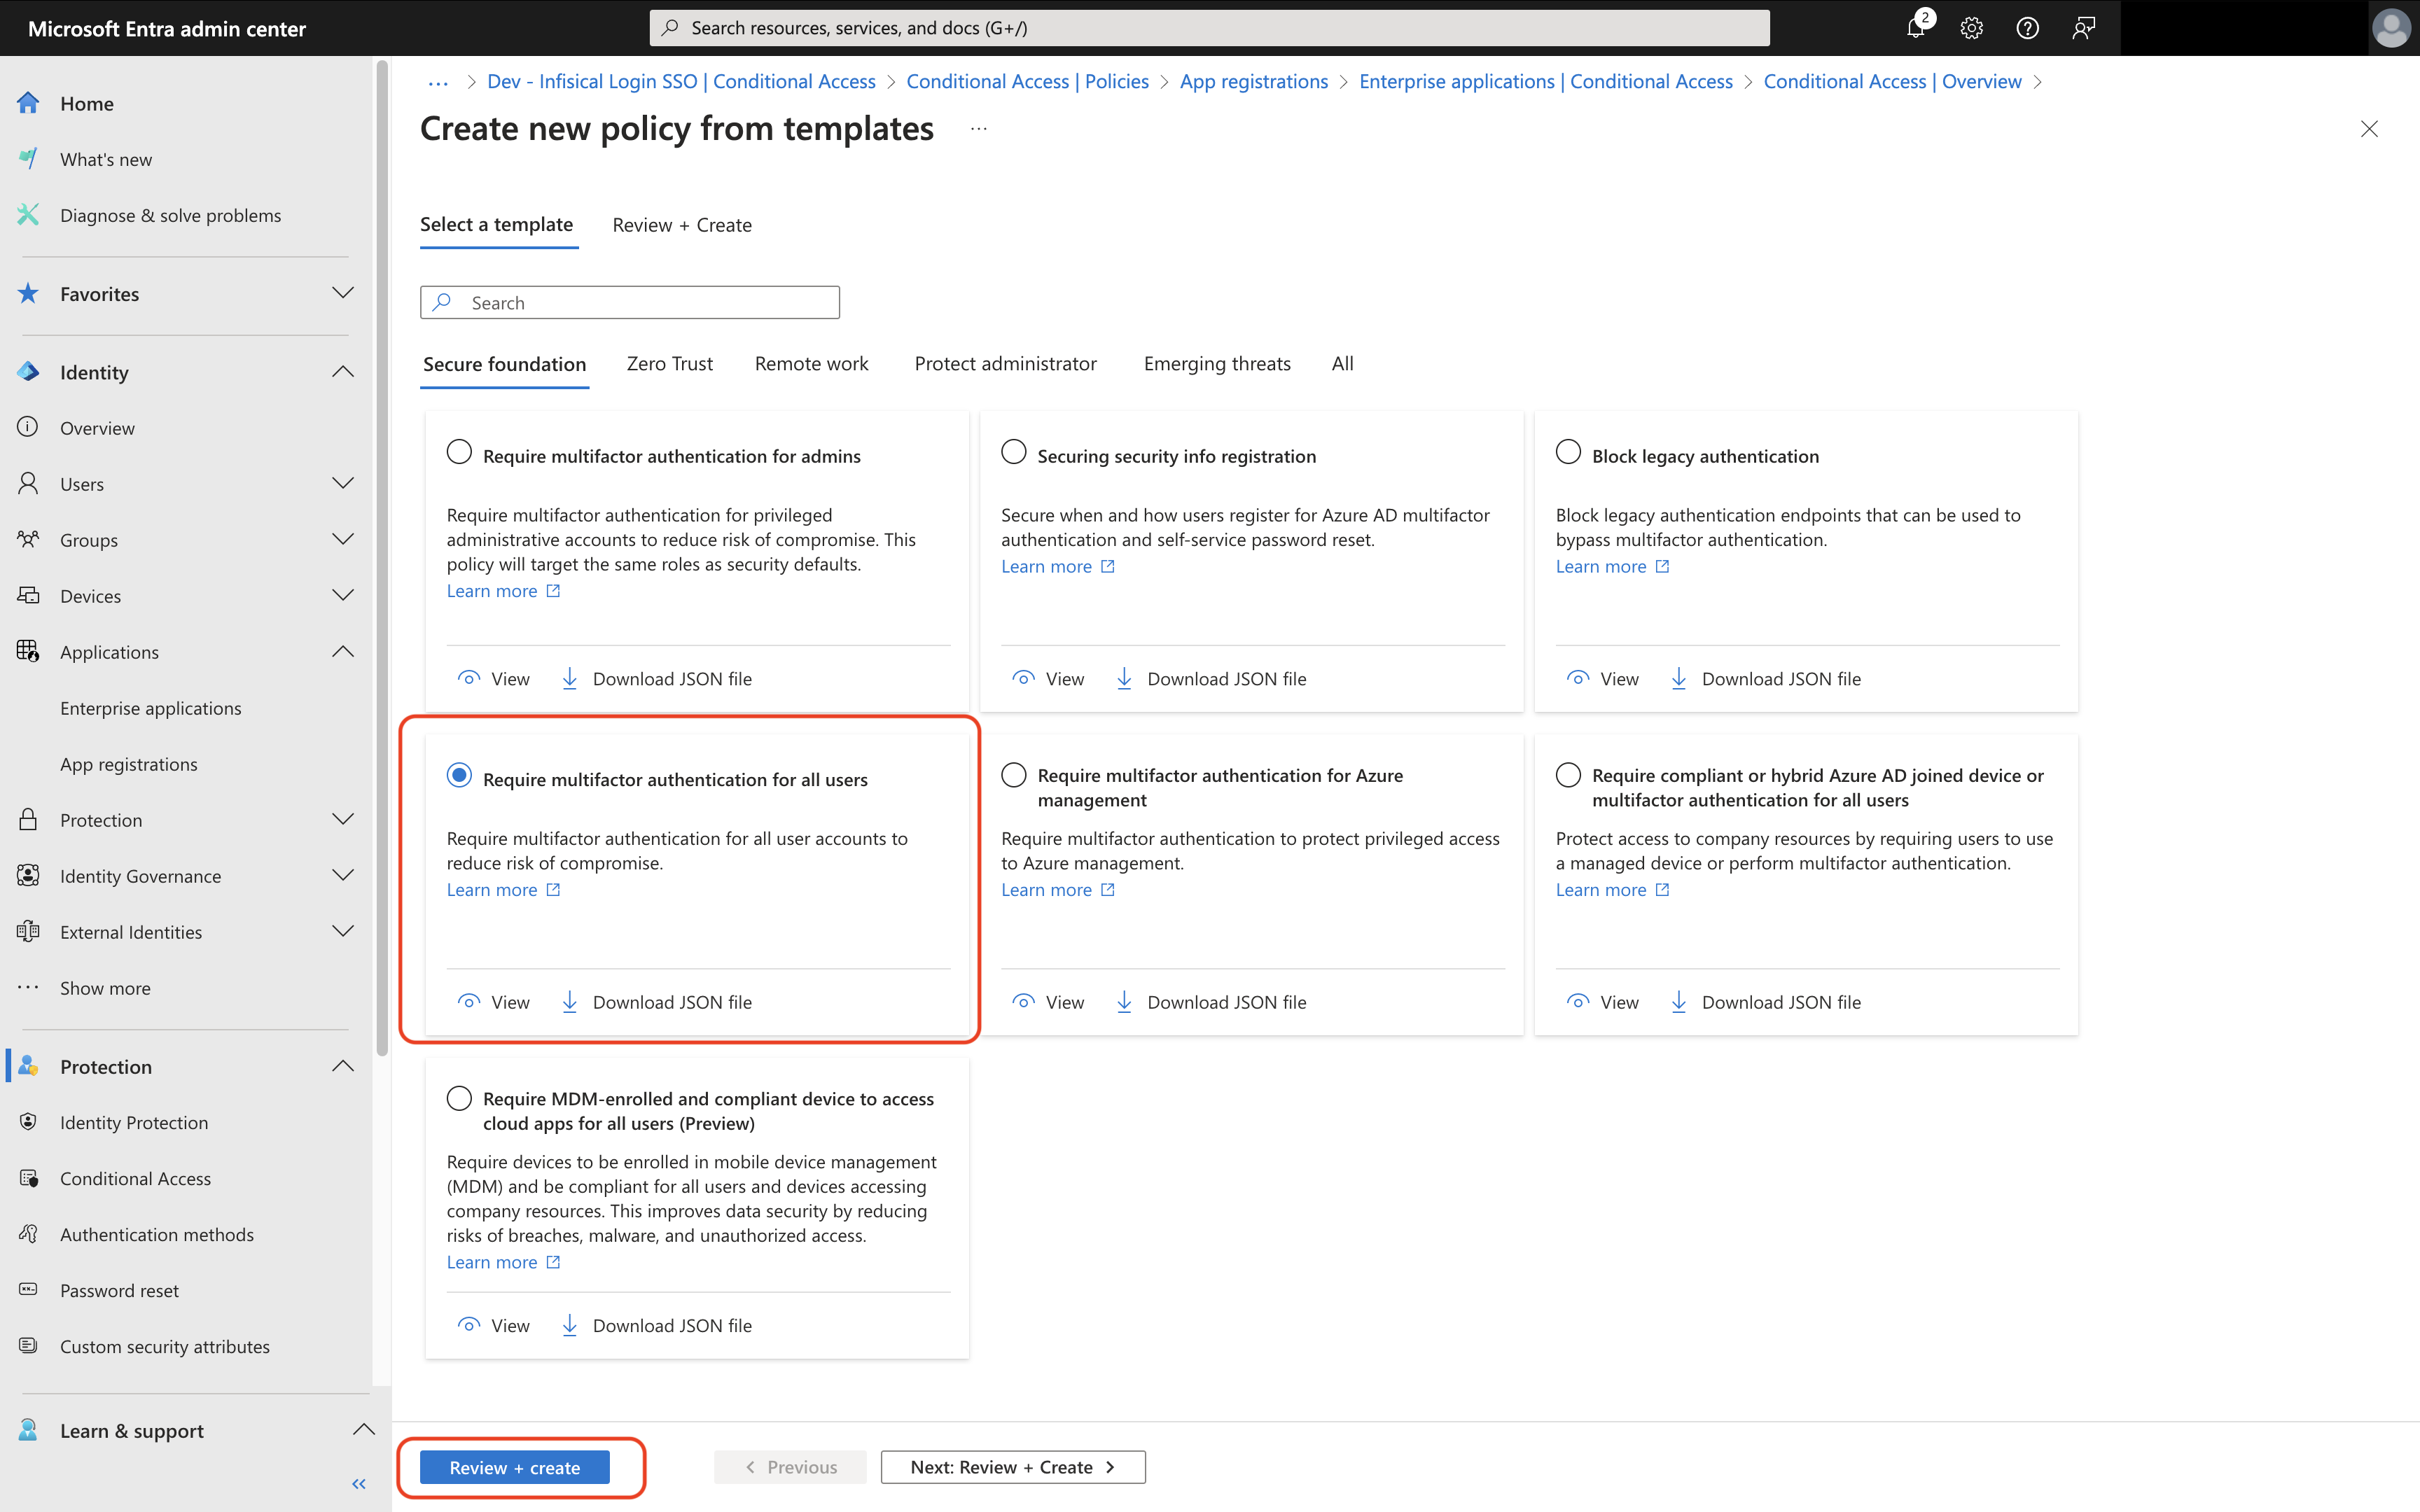 Microsoft Entra admin center
Search resources, services, and docs (G+/)
2
Home
What's new
Diagnose & solve problems
Favorites
Identity
Overview
Users
Groups
Devices
Applications
Enterprise applications
App registrations
Protection
Identity Governance
External Identities
Show more
Protection
Identity Protection
Conditional Access
Authentication methods
Password reset
Custom security attributes
Learn & support
... > Dev - Infisical Login SSO | Conditional Access > Conditional Access | Policies > App registrations > Enterprise applications | Conditional Access > Conditional Access | Overview >
Create new policy from templates ...
Select a template
Review + Create
Search
Secure foundation
Zero Trust
Remote work
Protect administrator
Emerging threats
All
Require multifactor authentication for admins
Require multifactor authentication for privileged
administrative accounts to reduce risk of compromise. This
policy will target the same roles as security defaults.
Learn more
View
Download JSON file
Securing security info registration
Secure when and how users register for Azure AD multifactor
authentication and self-service password reset.
Learn more
View
Download JSON file
Block legacy authentication
Block legacy authentication endpoints that can be used to
bypass multifactor authentication.
Learn more
View
Download JSON file
Require multifactor authentication for all users
Require multifactor authentication for all user accounts to
reduce risk of compromise.
Learn more
View
Download JSON file
Require multifactor authentication for Azure
management
Require multifactor authentication to protect privileged access
to Azure management.
Learn more
View
Download JSON file
Require compliant or hybrid Azure AD joined device or
multifactor authentication for all users
Protect access to company resources by requiring users to use
a managed device or perform multifactor authentication.
Learn more
View
Download JSON file
Require MDM-enrolled and compliant device to access
cloud apps for all users (Preview)
Require devices to be enrolled in mobile device management
(MDM) and be compliant for all users and devices accessing
company resources. This improves data security by reducing
risks of breaches, malware, and unauthorized access.
Learn more
View
Download JSON file
Review + create
< Previous
Next: Review + Create >